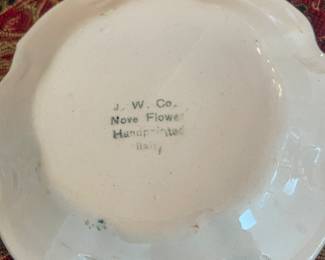 J. W. Co.
Nove Flower
Handpainted
Italy